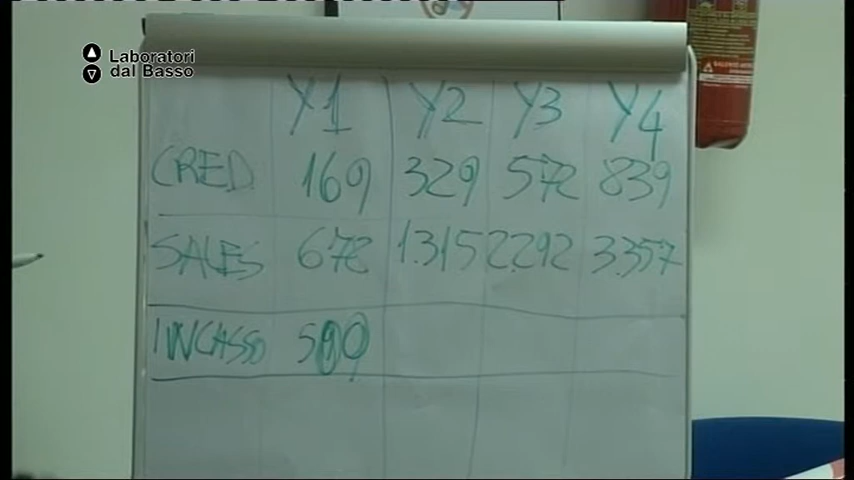 Laboratori
dal Basso
Y1 Y2 Y3 Y4
CRED. 169 329 572 839
SALES 678 1.315 2.292 3.357
INCASSO